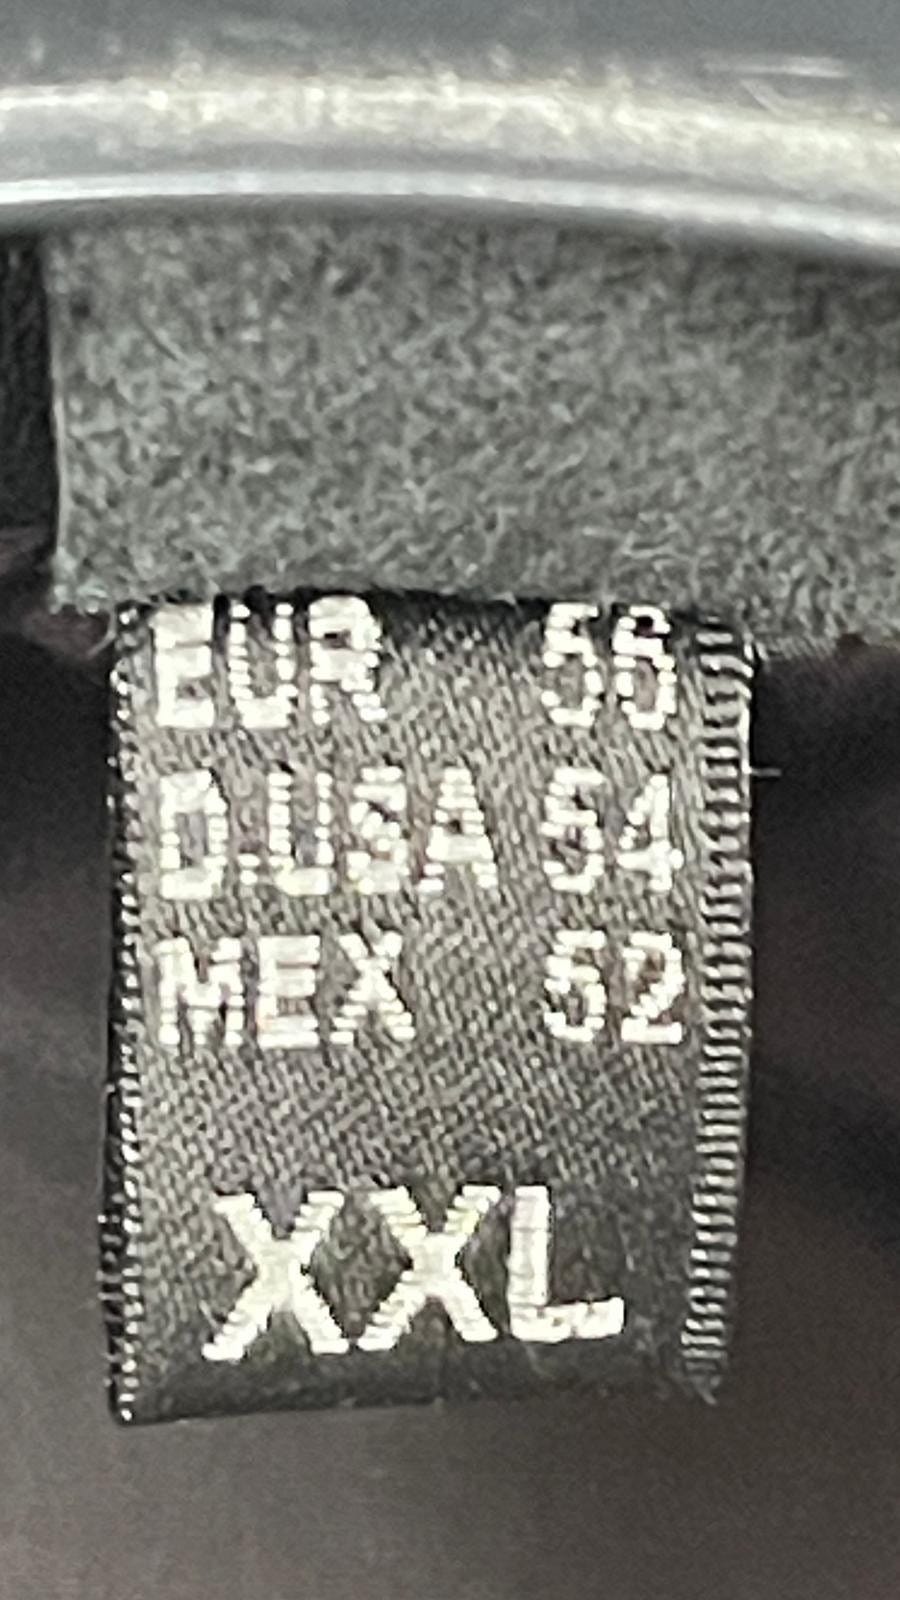 EUR 56
D.USA 54
MEX 52
XXL